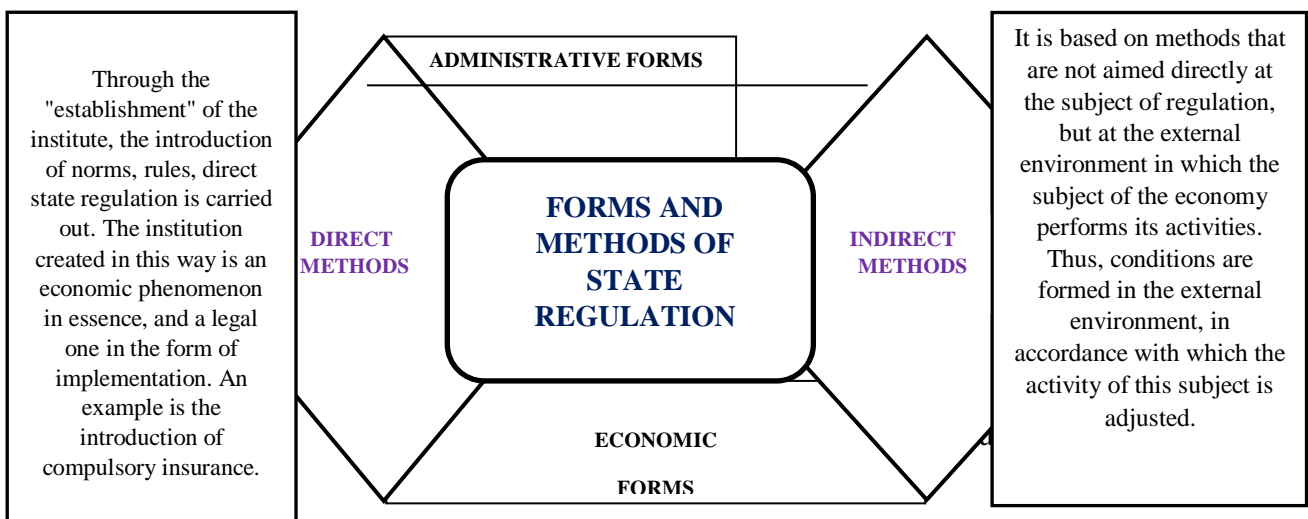 Through the
"establishment" of the
institute, the introduction
of norms, rules, direct
state regulation is carried
out. The institution
created in this way is an
economic phenomenon
in essence, and a legal
one in the form of
implementation. An
example is the
introduction of
compulsory insurance.
ADMINISTRATIVE FORMS
DIRECT
METHODS
FORMS AND
METHODS OF
STATE
REGULATION
INDIRECT
METHODS
ECONOMIC
FORMS
It is based on methods that
are not aimed directly at
the subject of regulation,
but at the external
environment in which the
subject of the economy
performs its activities.
Thus, conditions are
formed in the external
environment, in
accordance with which the
activity of this subject is
adjusted.